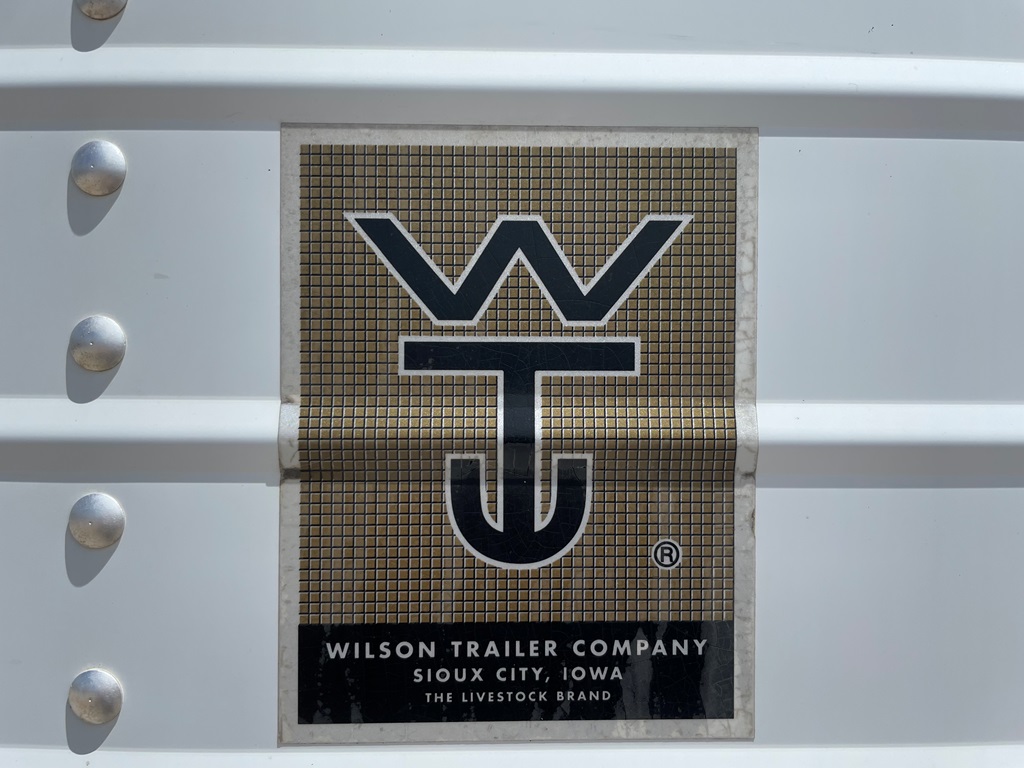 WT
®
WILSON TRAILER COMPANY
SIOUX CITY, IOWA
THE LIVESTOCK BRAND